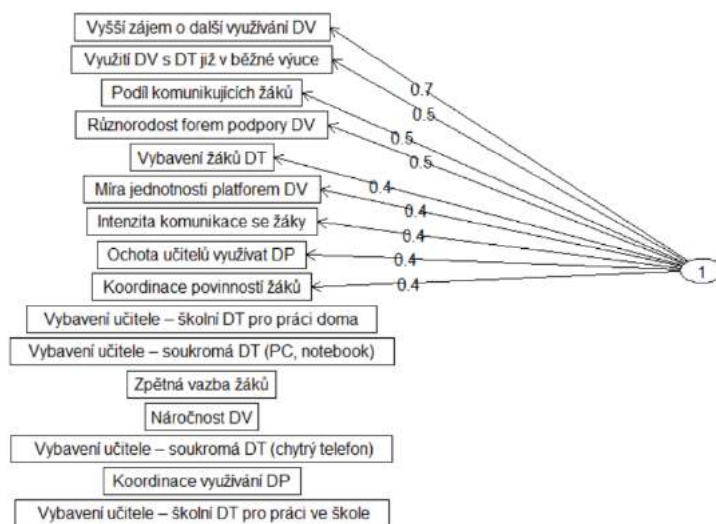 Vyšší zájem o další využívání DV
Využití DV s DT již v běžné výuce
Podíl komunikujících žáků
Různorodost forem podpory DV
Vybavení žáků DT
Míra jednotnosti platforem DV
Intenzita komunikace se žáky
Ochota učitelů využívat DP
Koordinace povinností žáků
Vybavení učitele – školní DT pro práci doma
Vybavení učitele – soukromá DT (PC, notebook)
Zpětná vazba žáků
Náročnost DV
Vybavení učitele – soukromá DT (chytrý telefon)
Koordinace využívání DP
Vybavení učitele – školní DT pro práci ve škole
0.7
0.5
0.5
0.5
0.4
0.4
0.4
0.4
0.4
1